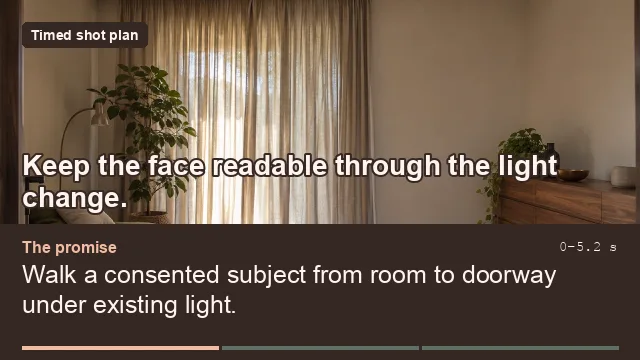 Timed shot plan
Keep the face readable through the light
change.
The promise
0–5.2 s
Walk a consented subject from room to doorway
under existing light.